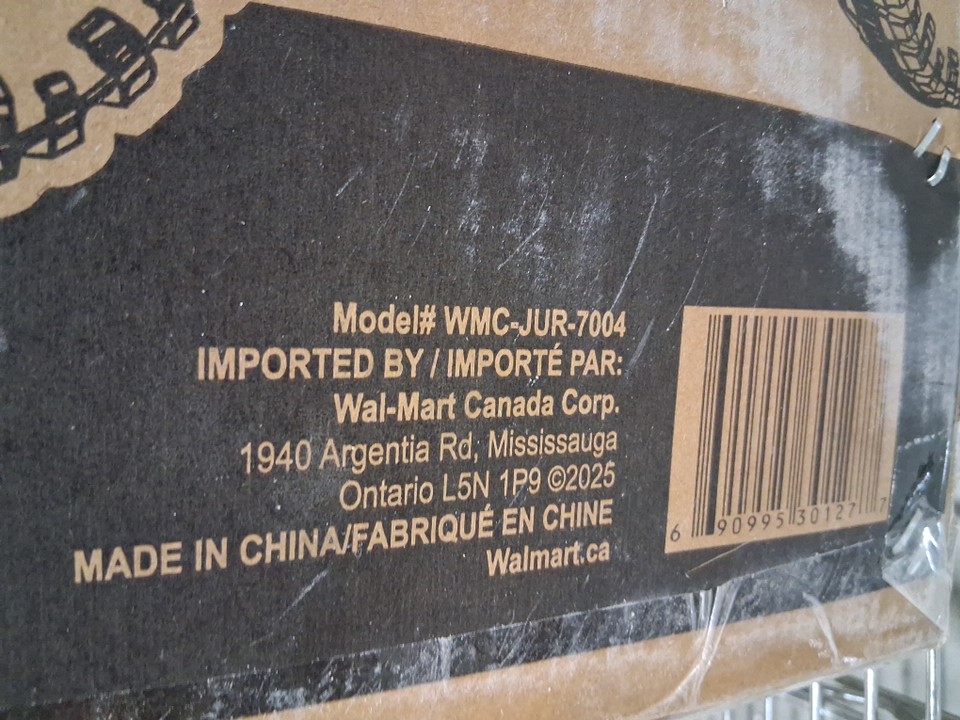 Model# WMC-JUR-7004
IMPORTED BY / IMPORTÉ PAR:
Wal-Mart Canada Corp.
1940 Argentia Rd, Mississauga
Ontario L5N 1P9 ©2025
MADE IN CHINA/FABRIQUÉ EN CHINE
Walmart.ca
6 90995 30127 7